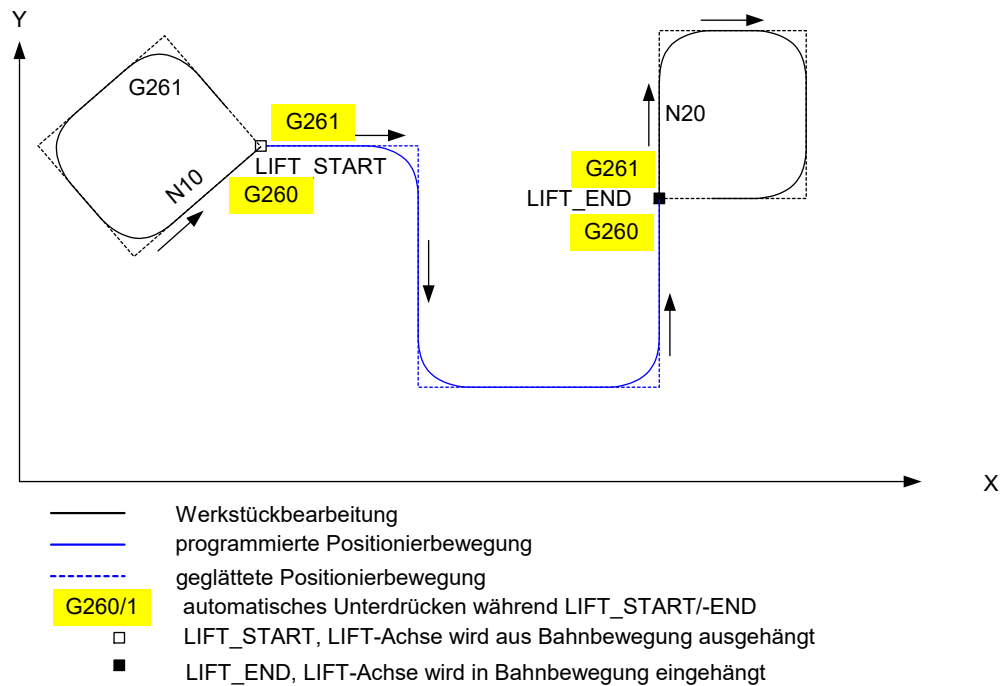 Y
G261
G261
LIFT_START
N10
G260
N20
G261
LIFT_END
G260
X
Werkstückbearbeitung
programmierte Positionierbewegung
geglättete Positionierbewegung
G260/1 automatisches Unterdrücken während LIFT_START/-END
LIFT_START, LIFT-Achse wird aus Bahnbewegung ausgehängt
LIFT_END, LIFT-Achse wird in Bahnbewegung eingehängt